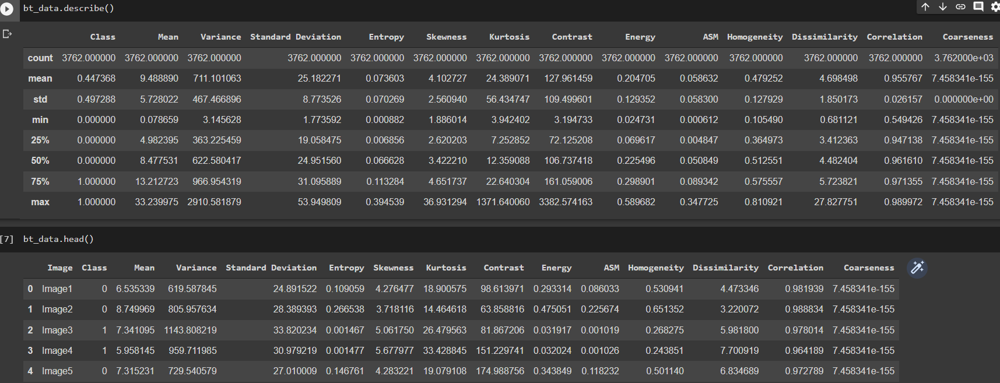 bt_data.describe()
Class Mean Variance Standard Deviation Entropy Skewness Kurtosis Contrast Energy ASM Homogeneity Dissimilarity Correlation Coarseness
count 3762.000000 3762.000000 3762.000000 3762.000000 3762.000000 3762.000000 3762.000000 3762.000000 3762.000000 3762.000000 3762.000000 3762.000000 3762.000000 3.762000e+03
mean 0.447368 9.488890 711.101063 25.182271 0.073603 4.102727 24.389071 127.961459 0.204705 0.058632 0.479252 4.698498 0.955767 7.458341e-155
std 0.497288 5.728022 467.466896 8.773526 0.070269 2.560940 56.434747 109.499601 0.129352 0.058300 0.127929 1.850173 0.026157 0.000000e+00
min 0.000000 0.078659 3.145628 1.773592 0.000882 1.886014 3.942402 3.194733 0.024731 0.000612 0.105490 0.681121 0.549426 7.458341e-155
25% 0.000000 4.982395 363.225459 19.058475 0.006856 2.620203 7.252852 72.125208 0.069617 0.004847 0.364973 3.412363 0.947138 7.458341e-155
50% 0.000000 8.477531 622.580417 24.951560 0.066628 3.422210 12.359088 106.737418 0.225496 0.050849 0.512551 4.482404 0.961610 7.458341e-155
75% 1.000000 13.212723 966.954319 31.095889 0.113284 4.651737 22.640304 161.059006 0.298901 0.089342 0.575557 5.723821 0.971355 7.458341e-155
max 1.000000 33.239975 2910.581879 53.949809 0.394539 36.931294 1371.640060 3382.574163 0.589682 0.347725 0.810921 27.827751 0.989972 7.458341e-155
[7] bt_data.head()
Image Class Mean Variance Standard Deviation Entropy Skewness Kurtosis Contrast Energy ASM Homogeneity Dissimilarity Correlation Coarseness
0 Image1 0 6.535339 619.587845 24.891522 0.109059 4.276477 18.900575 98.613971 0.293314 0.086033 0.530941 4.473346 0.981939 7.458341e-155
1 Image2 0 8.749969 805.957634 28.389393 0.266538 3.718116 14.464618 63.858816 0.475051 0.225674 0.651352 3.220072 0.988834 7.458341e-155
2 Image3 1 7.341095 1143.808219 33.820234 0.001467 5.061750 26.479563 81.867206 0.031917 0.001019 0.268275 5.981800 0.978014 7.458341e-155
3 Image4 1 5.958145 959.711985 30.979219 0.001477 5.677977 33.428845 151.229741 0.032024 0.001026 0.243851 7.700919 0.964189 7.458341e-155
4 Image5 0 7.315231 729.540579 27.010009 0.146761 4.283221 19.079108 174.988756 0.343849 0.118232 0.501140 6.834689 0.972789 7.458341e-155